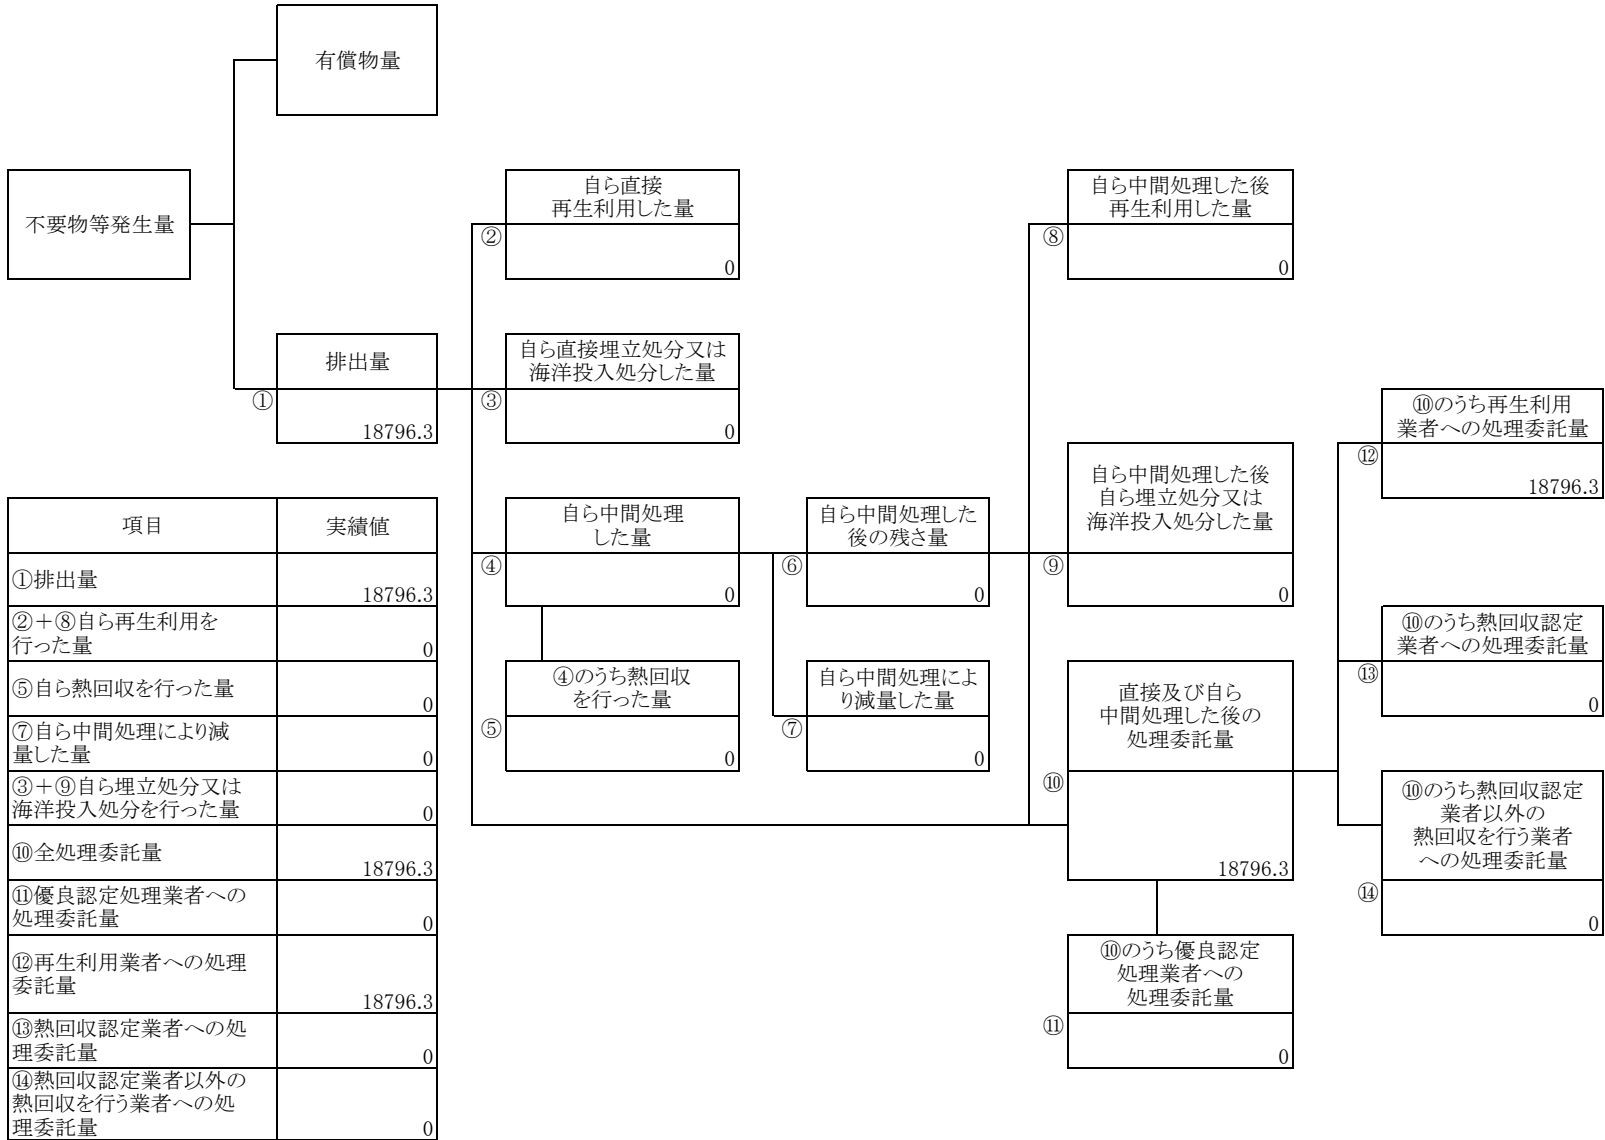 有償物量
不要物等発生量
排出量
①
18796.3
自ら直接
再生利用した量
②
0
自ら直接埋立処分又は
海洋投入処分した量
③
0
自ら中間処理
した量
④
0
④のうち熱回収
を行った量
⑤
0
自ら中間処理した
後の残さ量
⑥
0
自ら中間処理によ
り減量した量
⑦
0
自ら中間処理した後
再生利用した量
⑧
0
自ら中間処理した後
自ら埋立処分又は
海洋投入処分した量
⑨
0
直接及び自ら
中間処理した後の
処理委託量
⑩
18796.3
⑩のうち優良認定
処理業者への
処理委託量
⑪
0
⑩のうち再生利用
業者への処理委託量
⑫
18796.3
⑩のうち熱回収認定
業者への処理委託量
⑬
0
⑩のうち熱回収認定
業者以外の
熱回収を行う業者
への処理委託量
⑭
0
項目 実績値
①排出量
18796.3
②＋⑧自ら再生利用を
行った量
0
⑤自ら熱回収を行った量
0
⑦自ら中間処理により減
量した量
0
③＋⑨自ら埋立処分又は
海洋投入処分を行った量
0
⑩全処理委託量
18796.3
⑪優良認定処理業者への
処理委託量
0
⑫再生利用業者への処理
委託量
18796.3
⑬熱回収認定業者への処
理委託量
0
⑭熱回収認定業者以外の
熱回収を行う業者への処
理委託量
0